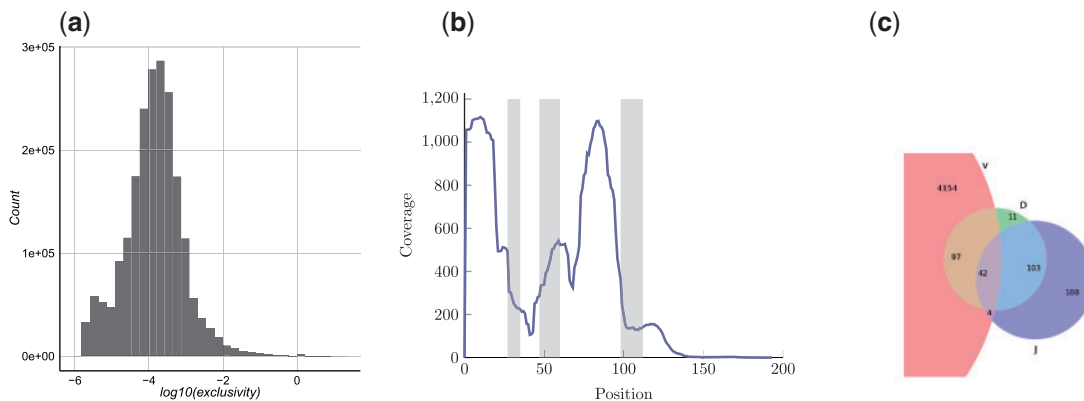 (a)
3e+05
2e+05
1e+05
0e+00
Count
−6
−4
−2
0
log10(exclusivity)
(b)
1,200
1,000
800
600
400
200
0
Coverage
0
50
100
150
200
Position
(c)
V
4154
D
11
97
42
103
168
4
J